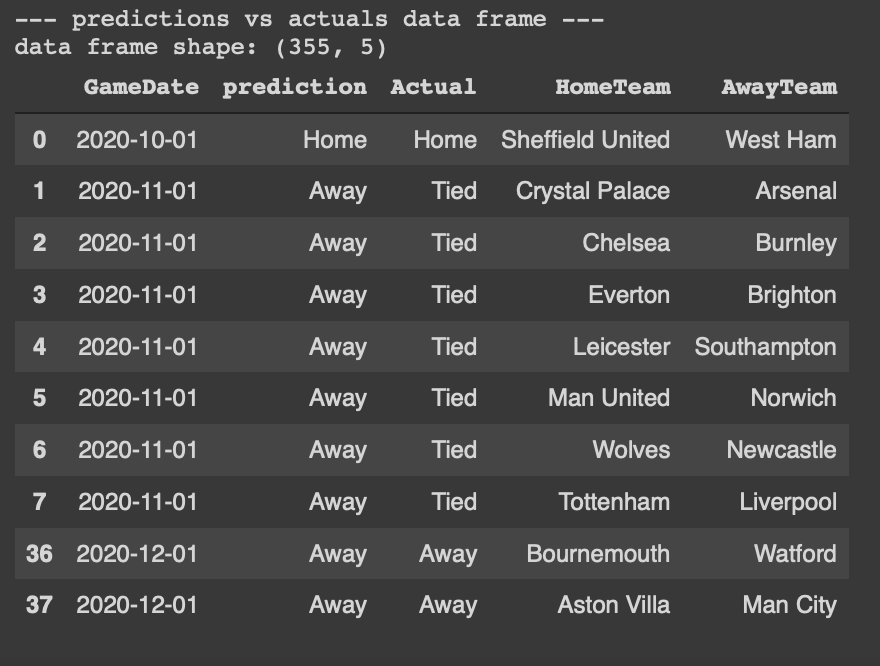 --- predictions vs actuals data frame ---
data frame shape: (355, 5)
GameDate prediction Actual HomeTeam AwayTeam
0 2020-10-01 Home Home Sheffield United West Ham
1 2020-11-01 Away Tied Crystal Palace Arsenal
2 2020-11-01 Away Tied Chelsea Burnley
3 2020-11-01 Away Tied Everton Brighton
4 2020-11-01 Away Tied Leicester Southampton
5 2020-11-01 Away Tied Man United Norwich
6 2020-11-01 Away Tied Wolves Newcastle
7 2020-11-01 Away Tied Tottenham Liverpool
36 2020-12-01 Away Away Bournemouth Watford
37 2020-12-01 Away Away Aston Villa Man City